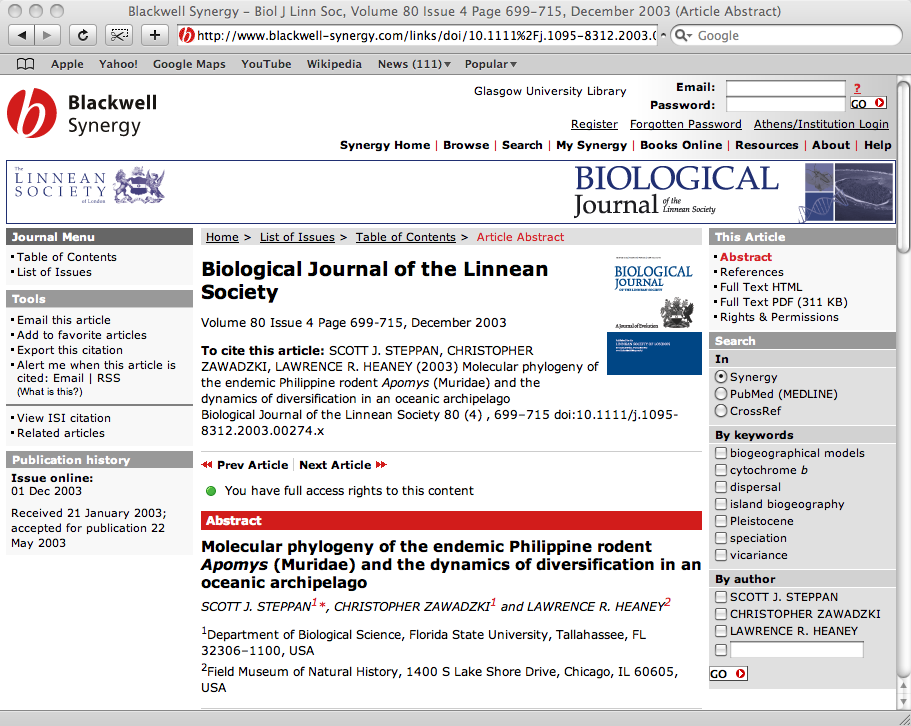 Blackwell Synergy - Biol J Linn Soc, Volume 80 Issue 4 Page 699-715, December 2003 (Article Abstract)
http://www.blackwell-synergy.com/links/doi/10.1111%2Fj.1095-8312.2003.0
Google
Apple Yahoo! Google Maps YouTube Wikipedia News (111) Popular
Blackwell
Synergy
Glasgow University Library
Email:
?
Password:
GO
Register Forgotten Password Athens/Institution Login
Synergy Home | Browse | Search | My Synergy | Books Online | Resources | About | Help
The
LINNEAN
SOCIETY
of London
BIOLOGICAL
Journal of the
Linnean Society
Journal Menu
Table of Contents
List of Issues
Tools
Email this article
Add to favorite articles
Export this citation
Alert me when this article is
cited: Email | RSS
(What is this?)
View ISI citation
Related articles
Publication history
Issue online:
01 Dec 2003
Received 21 January 2003;
accepted for publication 22
May 2003
Home > List of Issues > Table of Contents > Article Abstract
Biological Journal of the Linnean
Society
Volume 80 Issue 4 Page 699-715, December 2003
BIOLOGICAL
JOURNAL
OF THE LINNEAN SOCIETY
A Journal of Evolution
To cite this article: SCOTT J. STEPPAN, CHRISTOPHER
ZAWADZKI, LAWRENCE R. HEANEY (2003) Molecular phylogeny of
the endemic Philippine rodent Apomys (Muridae) and the
dynamics of diversification in an oceanic archipelago
Biological Journal of the Linnean Society 80 (4) , 699–715 doi:10.1111/j.1095-
8312.2003.00274.x
Prev Article | Next Article
You have full access rights to this content
Abstract
Molecular phylogeny of the endemic Philippine rodent
Apomys (Muridae) and the dynamics of diversification in an
oceanic archipelago
SCOTT J. STEPPAN1*, CHRISTOPHER ZAWADZKI1 and LAWRENCE R. HEANEY2
1Department of Biological Science, Florida State University, Tallahassee, FL
32306–1100, USA
2Field Museum of Natural History, 1400 S Lake Shore Drive, Chicago, IL 60605,
USA
This Article
Abstract
References
Full Text HTML
Full Text PDF (311 KB)
Rights & Permissions
Search
In
Synergy
PubMed (MEDLINE)
CrossRef
By keywords
biogeographical models
cytochrome b
dispersal
island biogeography
Pleistocene
speciation
vicariance
By author
SCOTT J. STEPPAN
CHRISTOPHER ZAWADZKI
LAWRENCE R. HEANEY
GO